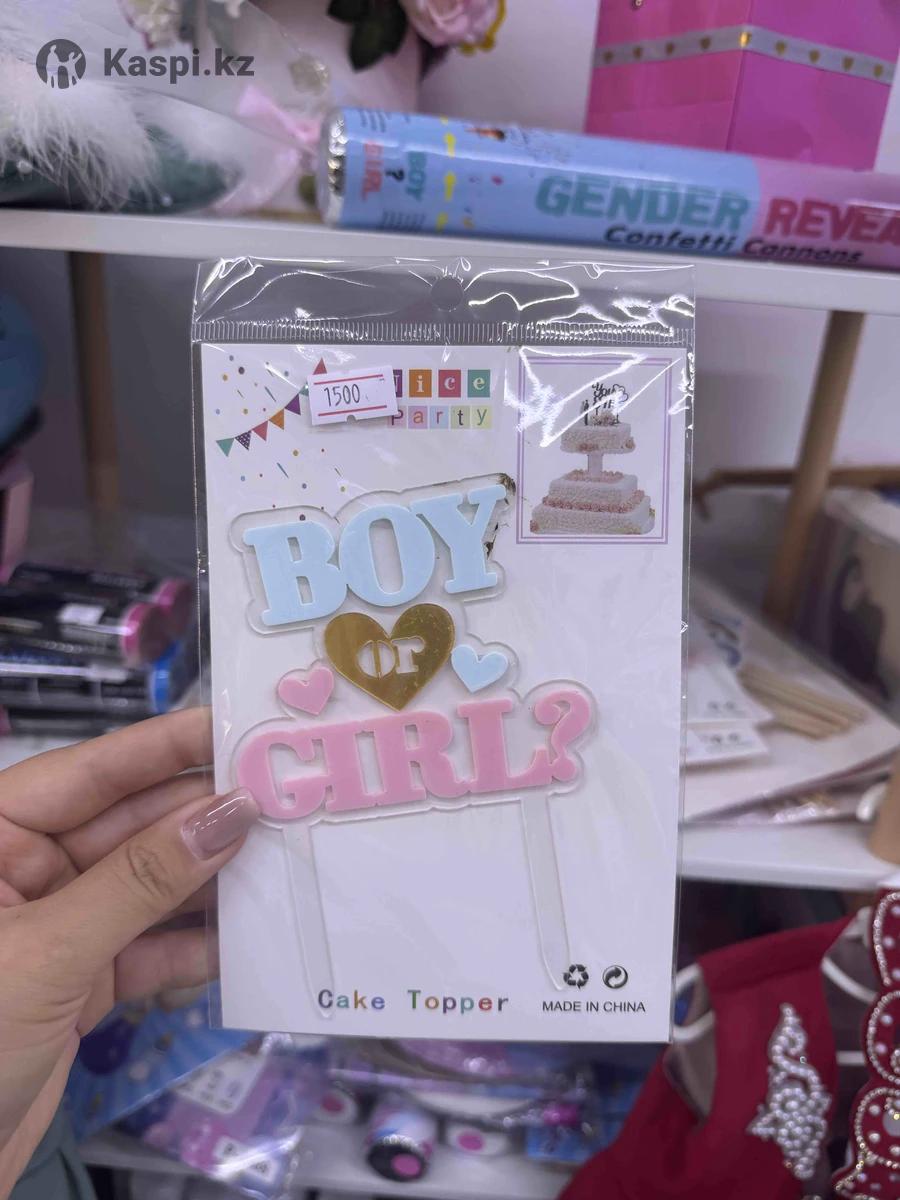 Kaspi.kz
BOY
?
GIRL
GENDER REVEA
Confetti Cannons
1500
Nice
Party
BOY
or
GIRL?
Cake Topper
MADE IN CHINA